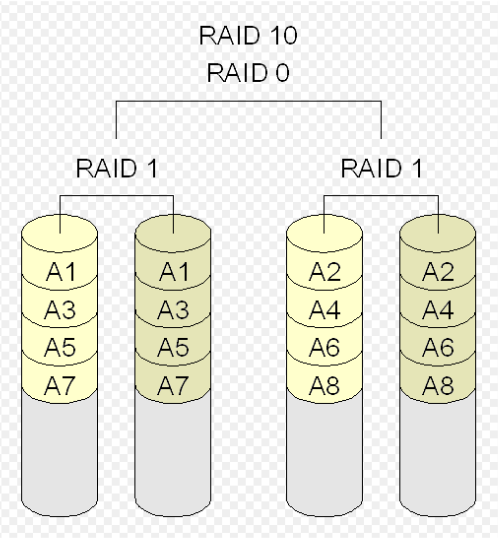 RAID 10
RAID 0
RAID 1 RAID 1
A1 A1 A2 A2
A3 A3 A4 A4
A5 A5 A6 A6
A7 A7 A8 A8